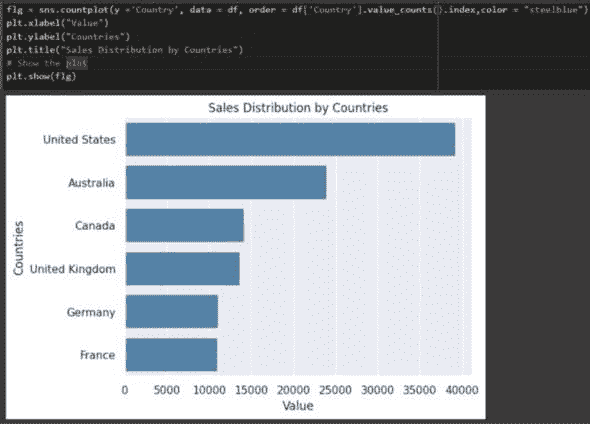 flg = sns.countplot(y ='Country', data = df, order = df['Country'].value_counts().index,color = "steelblue")
plt.xlabel("Value")
plt.ylabel("Countries")
plt.title("Sales Distribution by Countries")
# Show the plot
plt.show(flg)
Sales Distribution by Countries
United States
Australia
Canada
United Kingdom
Germany
France
Countries
0 5000 10000 15000 20000 25000 30000 35000 40000
Value